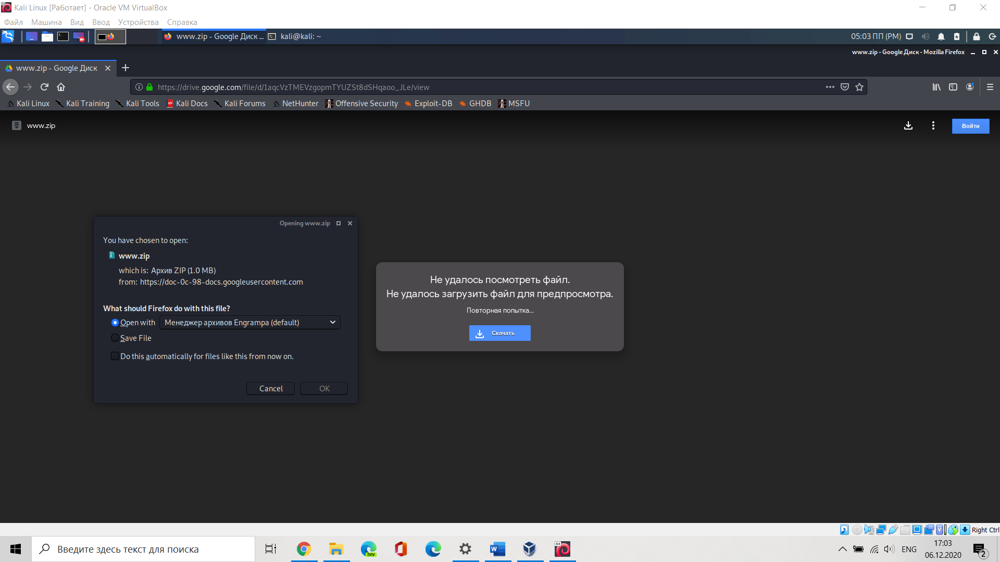 Kali Linux [Работает] - Oracle VM VirtualBox
Файл Машина Вид Ввод Устройства Справка
www.zip - Google Диск ... kali@kali: ~ 05:03 ПП (PM)
www.zip - Google Диск - Mozilla Firefox
www.zip - Google Диск
https://drive.google.com/file/d/1aqcVzTMEVzgopmTYUZSt8dSHqaoo_JLe/view
Kali Linux Kali Training Kali Tools Kali Docs Kali Forums NetHunter Offensive Security Exploit-DB GHDB MSFU
www.zip Войти
Opening www.zip
You have chosen to open:
www.zip
which is: Архив ZIP (1.0 MB)
from: https://doc-0c-98-docs.googleusercontent.com
What should Firefox do with this file?
Open with Менеджер архивов Engrampa (default)
Save File
Do this automatically for files like this from now on.
Cancel OK
Не удалось посмотреть файл.
Не удалось загрузить файл для предпросмотра.
Повторная попытка...
Скачать
Right Ctrl
Введите здесь текст для поиска
DEV
ENG
17:03
06.12.2020
2